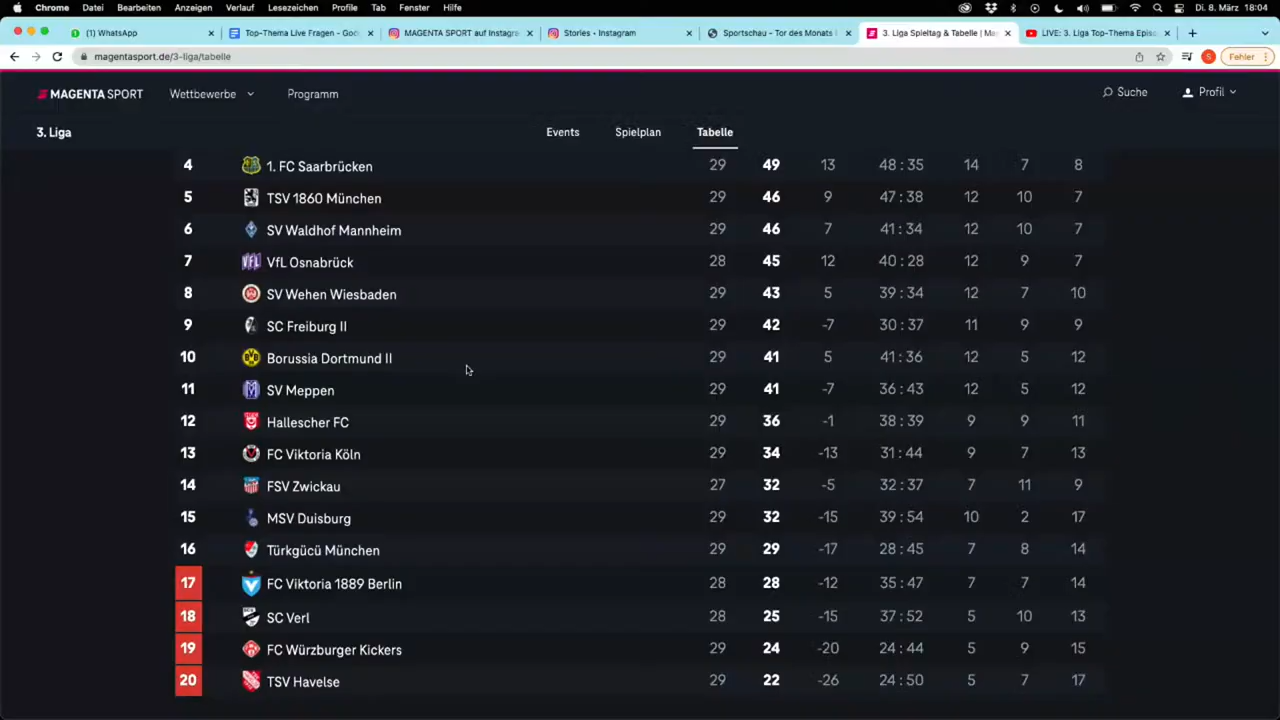 Chrome Datei Bearbeiten Anzeigen Verlauf Lesezeichen Profile Tab Fenster Hilfe Di. 8. März 18:04
(1) WhatsApp Top-Thema Live Fragen - Goo MAGENTA SPORT auf Instagra Stories • Instagram Sportschau - Tor des Monats 3. Liga Spieltag & Tabelle | Ma LIVE: 3. Liga Top-Thema Episo
magentasport.de/3-liga/tabelle S Fehler
MAGENTA SPORT Wettbewerbe Programm Suche Profil
3. Liga Events Spielplan Tabelle
4 1. FC Saarbrücken 29 49 13 48 : 35 14 7 8
5 TSV 1860 München 29 46 9 47 : 38 12 10 7
6 SV Waldhof Mannheim 29 46 7 41 : 34 12 10 7
7 VfL Osnabrück 28 45 12 40 : 28 12 9 7
8 SV Wehen Wiesbaden 29 43 5 39 : 34 12 7 10
9 SC Freiburg II 29 42 -7 30 : 37 11 9 9
10 Borussia Dortmund II 29 41 5 41 : 36 12 5 12
11 SV Meppen 29 41 -7 36 : 43 12 5 12
12 Hallescher FC 29 36 -1 38 : 39 9 9 11
13 FC Viktoria Köln 29 34 -13 31 : 44 9 7 13
14 FSV Zwickau 27 32 -5 32 : 37 7 11 9
15 MSV Duisburg 29 32 -15 39 : 54 10 2 17
16 Türkgücü München 29 29 -17 28 : 45 7 8 14
17 FC Viktoria 1889 Berlin 28 28 -12 35 : 47 7 7 14
18 SC Verl 28 25 -15 37 : 52 5 10 13
19 FC Würzburger Kickers 29 24 -20 24 : 44 5 9 15
20 TSV Havelse 29 22 -26 24 : 50 5 7 17